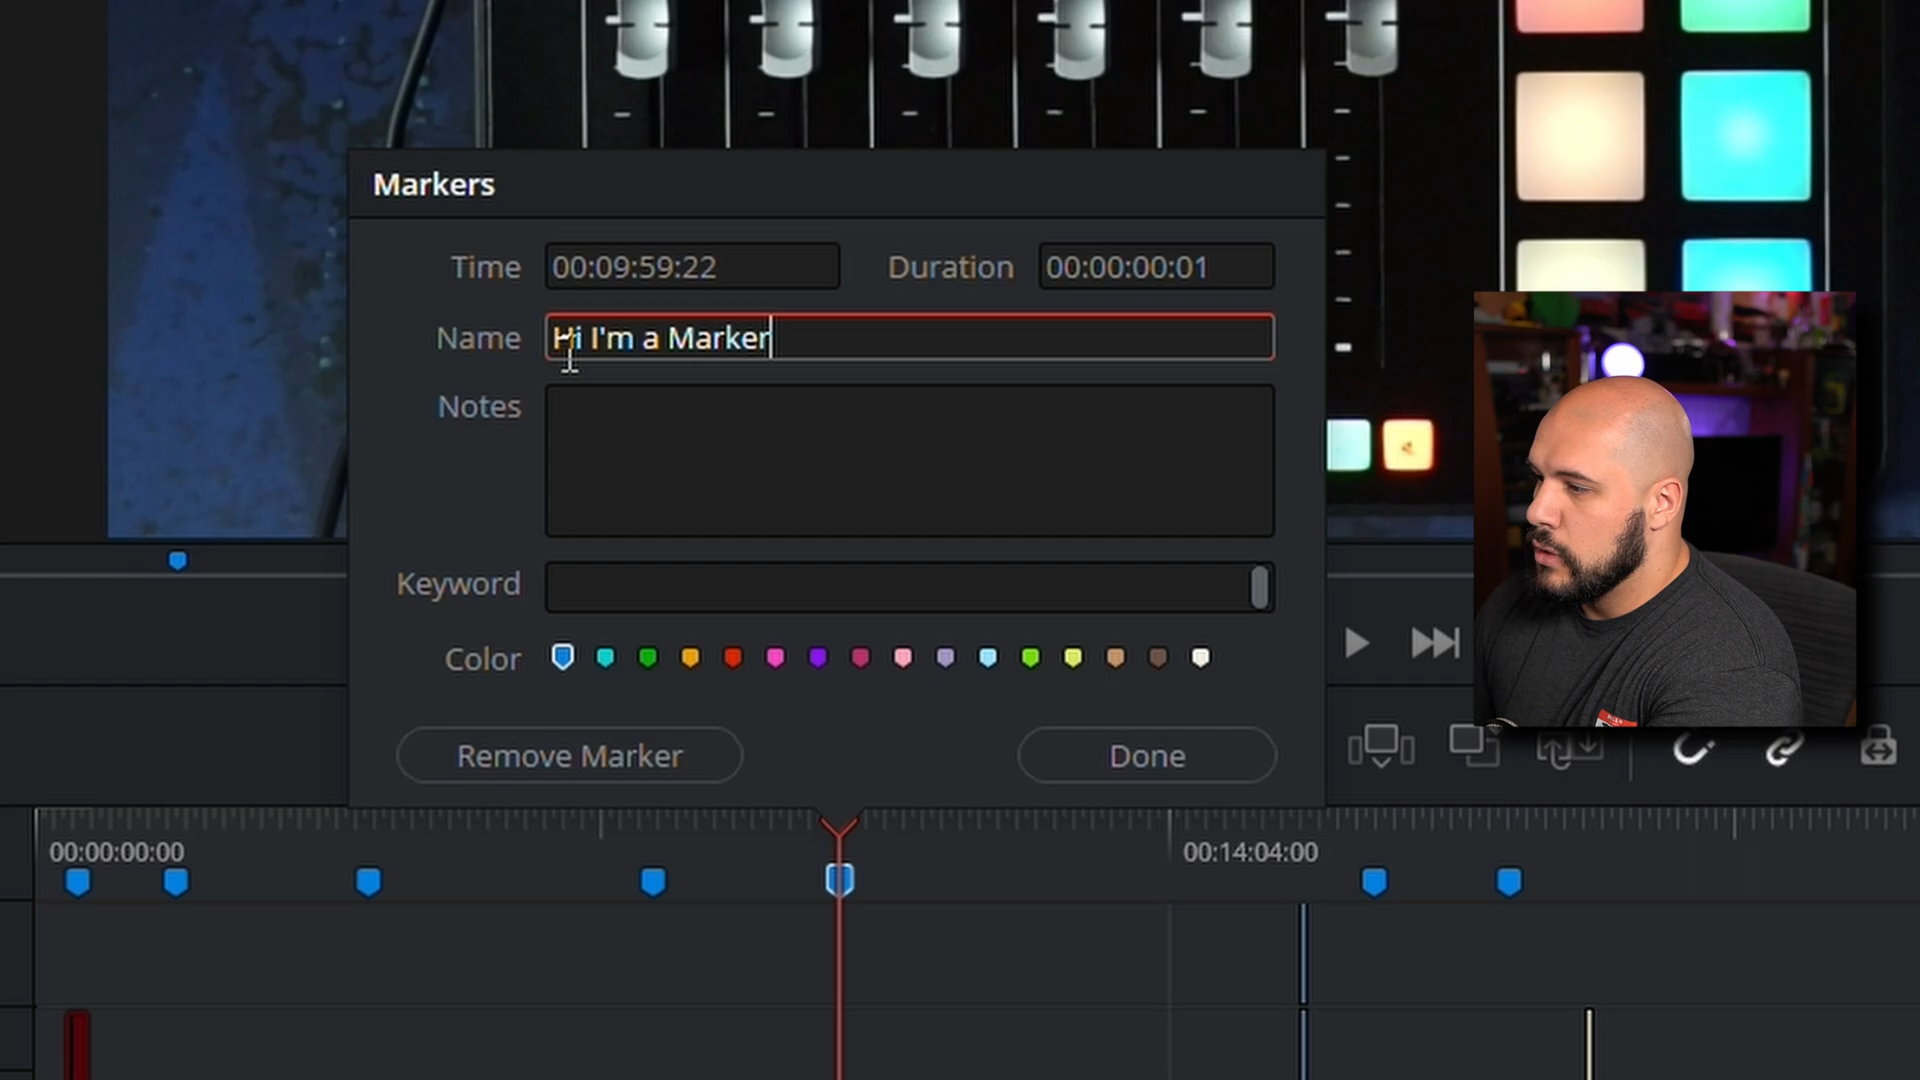 Markers
Time 00:09:59:22 Duration 00:00:00:01
Name Hi I'm a Marker
Notes
Keyword
Color
Remove Marker Done
00:00:00:00 00:14:04:00